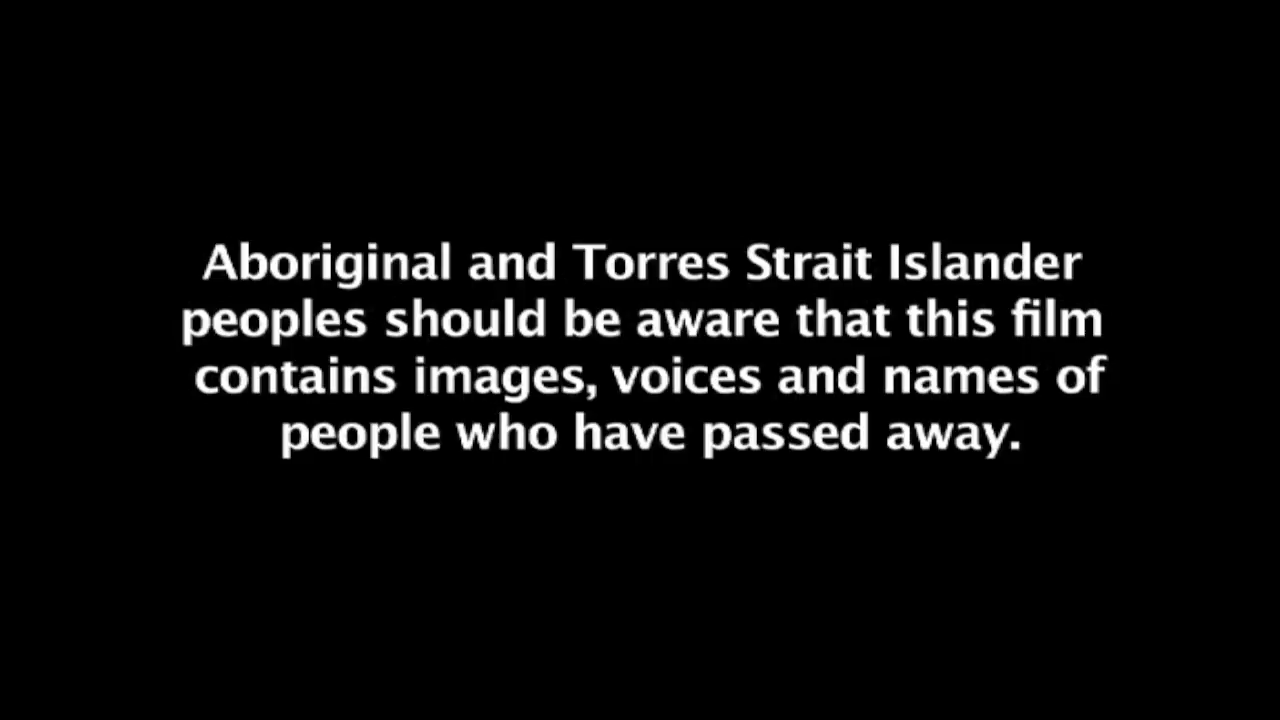 Aboriginal and Torres Strait Islander
peoples should be aware that this film
contains images, voices and names of
people who have passed away.